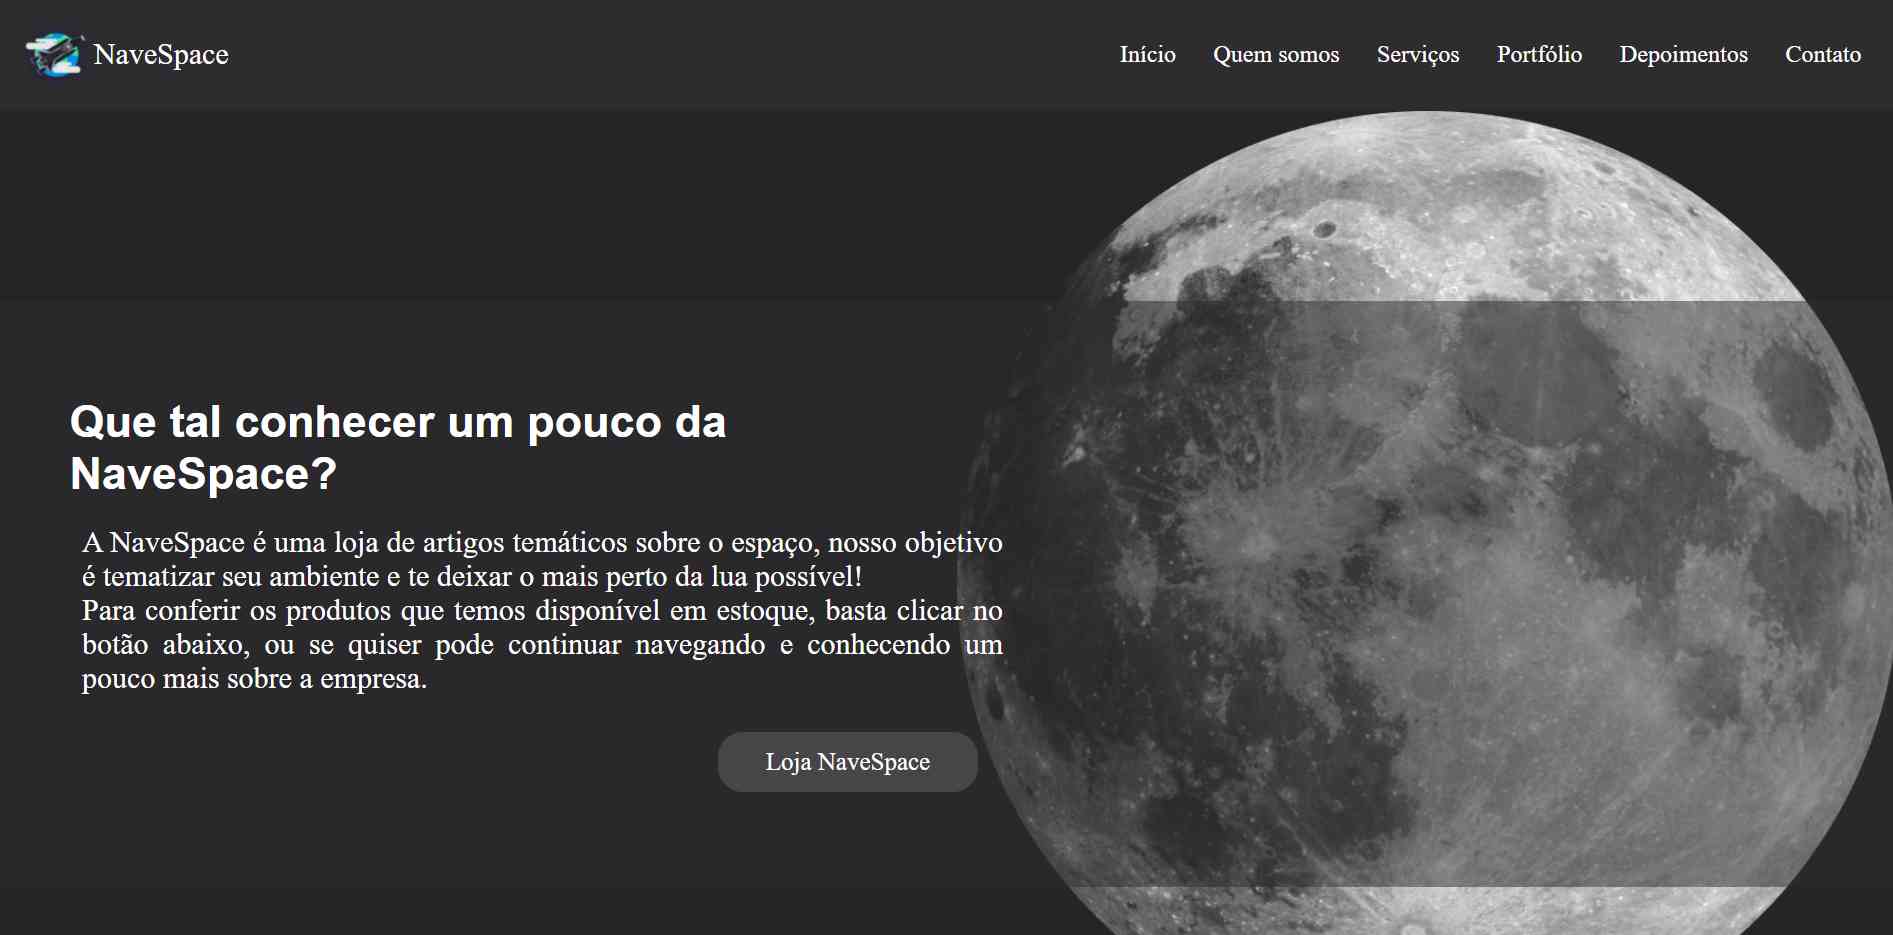 NaveSpace
Início Quem somos Serviços Portfólio Depoimentos Contato
Que tal conhecer um pouco da
NaveSpace?
A NaveSpace é uma loja de artigos temáticos sobre o espaço, nosso objetivo
é tematizar seu ambiente e te deixar o mais perto da lua possível!
Para conferir os produtos que temos disponível em estoque, basta clicar no
botão abaixo, ou se quiser pode continuar navegando e conhecendo um
pouco mais sobre a empresa.
Loja NaveSpace